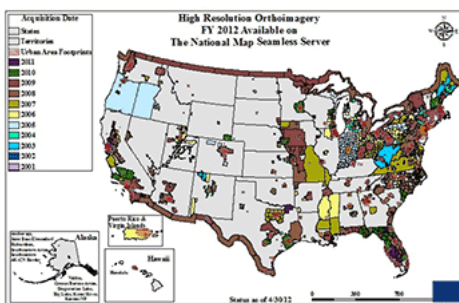 High Resolution Orthoimagery
FY 2012 Available on
The National Map Seamless Server
Acquisition Date
States
Territories
Urban Area Footprints
2011
2010
2009
2008
2007
2006
2005
2004
2003
2002
2001
Puerto Rico &
Virgin Islands
Alaska
Hawaii
Honolulu
Status as of 4/30/12
0
350
700